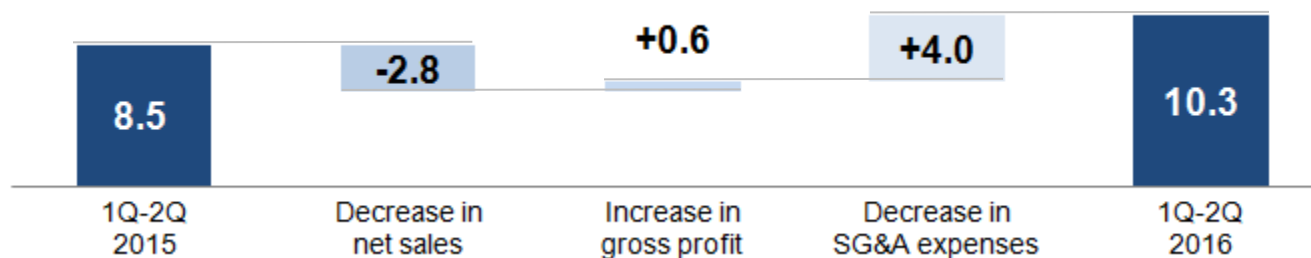 +0.6
-2.8
+4.0
8.5
10.3
1Q-2Q
2015
Decrease in
net sales
Increase in
gross profit
Decrease in
SG&A expenses
1Q-2Q
2016